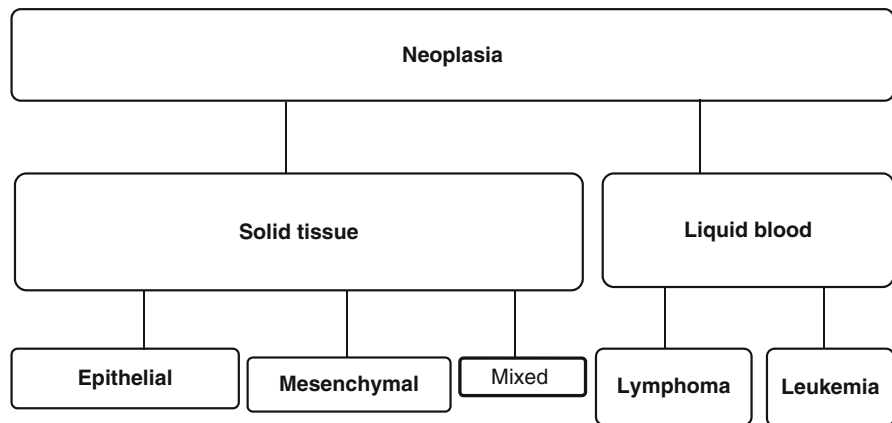 Neoplasia
Solid tissue
Liquid blood
Epithelial
Mesenchymal
Mixed
Lymphoma
Leukemia